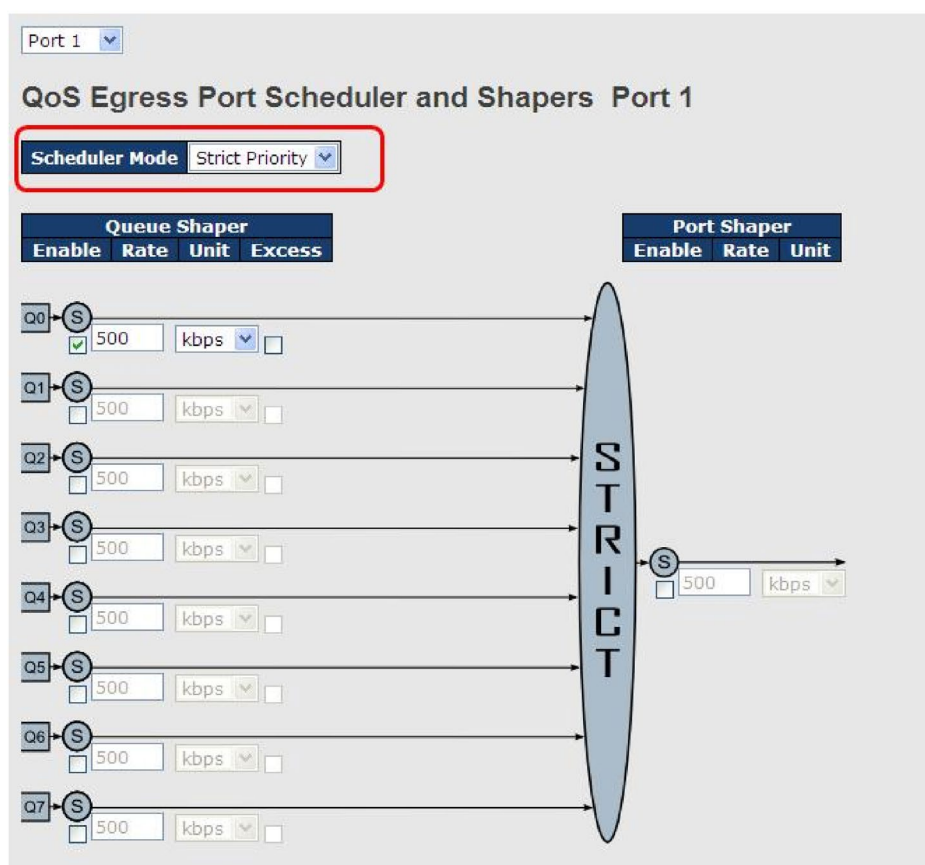 Port 1
QoS Egress Port Scheduler and Shapers Port 1
Scheduler Mode Strict Priority
Queue Shaper
Enable Rate Unit Excess
Port Shaper
Enable Rate Unit
Q0 S
500 kbps
Q1 S
500 kbps
Q2 S
500 kbps
Q3 S
500 kbps
Q4 S
500 kbps
Q5 S
500 kbps
Q6 S
500 kbps
Q7 S
500 kbps
STRICT
S
500 kbps